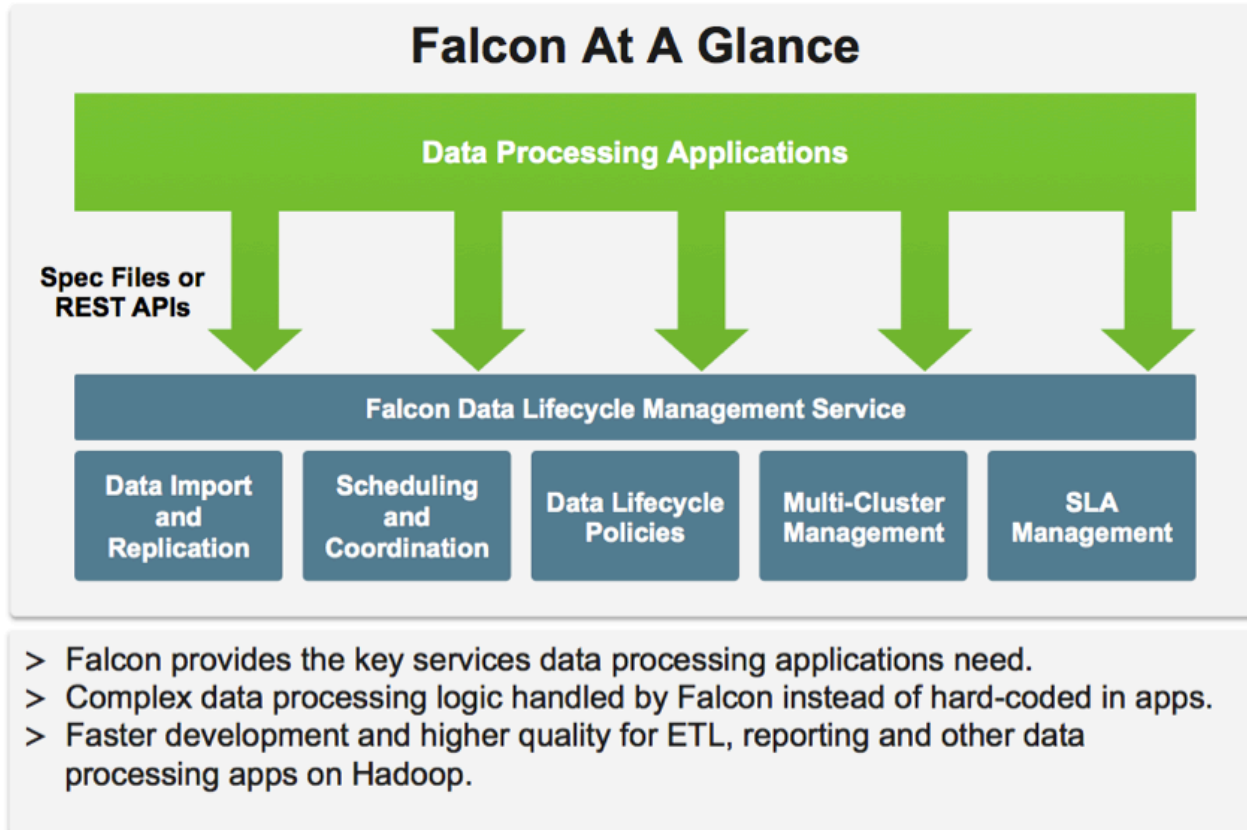 Falcon At A Glance
Data Processing Applications
Spec Files or
REST APIs
Falcon Data Lifecycle Management Service
Data Import
and
Replication
Scheduling
and
Coordination
Data Lifecycle
Policies
Multi-Cluster
Management
SLA
Management
> Falcon provides the key services data processing applications need.
> Complex data processing logic handled by Falcon instead of hard-coded in apps.
> Faster development and higher quality for ETL, reporting and other data
processing apps on Hadoop.